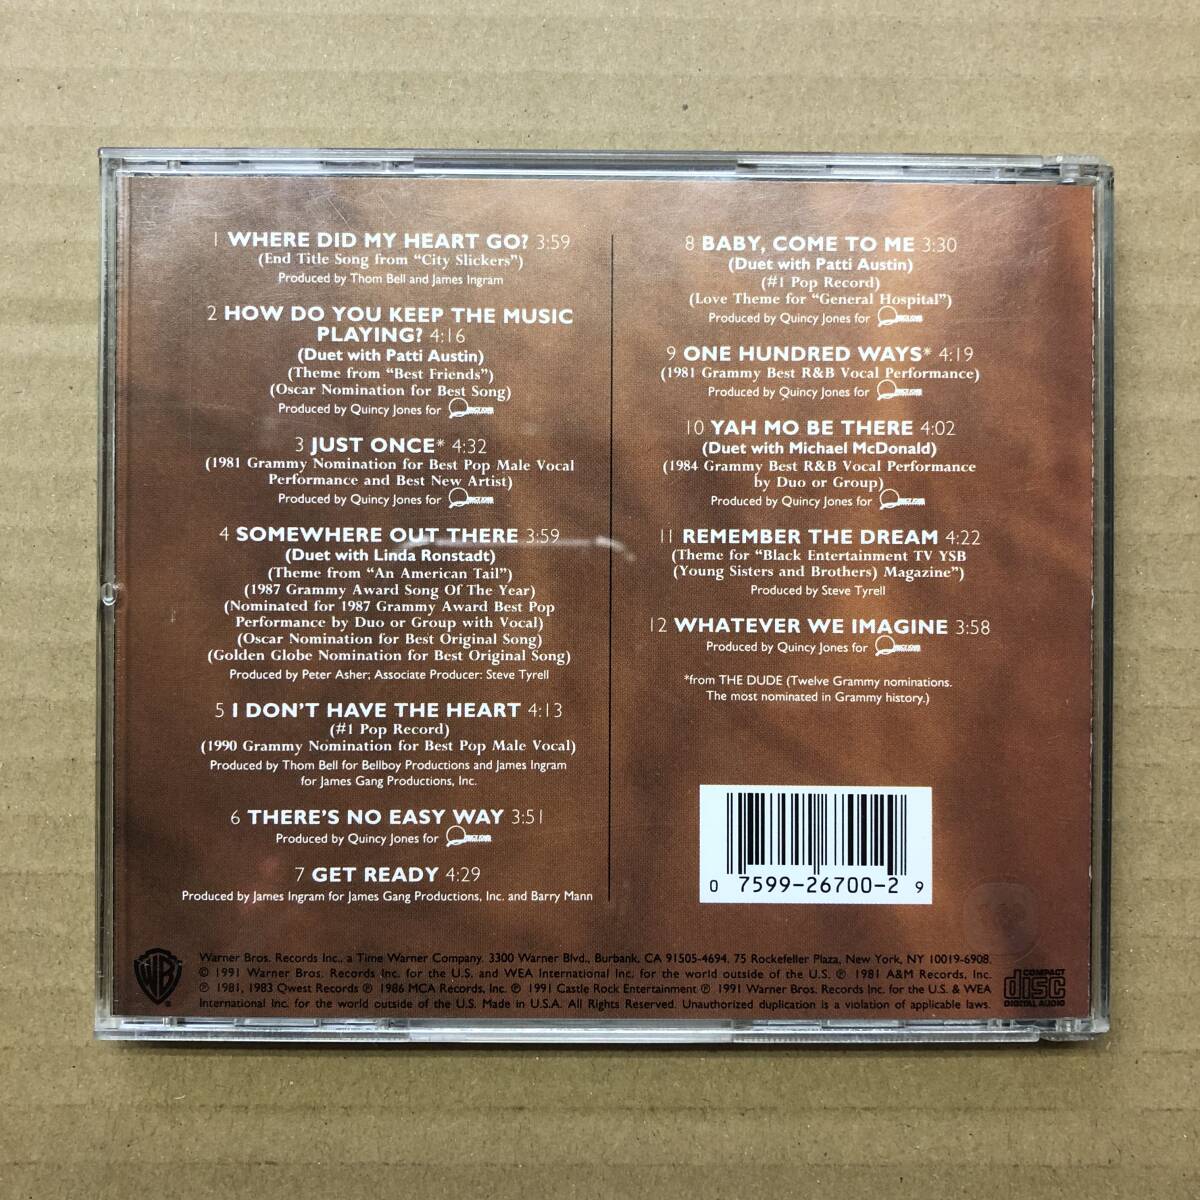 1 WHERE DID MY HEART GO? 3:59
(End Title Song from “City Slickers”)
Produced by Thom Bell and James Ingram
2 HOW DO YOU KEEP THE MUSIC
PLAYING? 4:16
(Duet with Patti Austin)
(Theme from “Best Friends”)
(Oscar Nomination for Best Song)
Produced by Quincy Jones for
3 JUST ONCE* 4:32
(1981 Grammy Nomination for Best Pop Male Vocal
Performance and Best New Artist)
Produced by Quincy Jones for
4 SOMEWHERE OUT THERE 3:59
(Duet with Linda Ronstadt)
(Theme from “An American Tail”)
(1987 Grammy Award Song Of The Year)
(Nominated for 1987 Grammy Award Best Pop
Performance by Duo or Group with Vocal)
(Oscar Nomination for Best Original Song)
(Golden Globe Nomination for Best Original Song)
Produced by Peter Asher; Associate Producer: Steve Tyrell
5 I DON’T HAVE THE HEART 4:13
(#1 Pop Record)
(1990 Grammy Nomination for Best Pop Male Vocal)
Produced by Thom Bell for Bellboy Productions and James Ingram
for James Gang Productions, Inc.
6 THERE’S NO EASY WAY 3:51
Produced by Quincy Jones for
7 GET READY 4:29
Produced by James Ingram for James Gang Productions, Inc. and Barry Mann
8 BABY, COME TO ME 3:30
(Duet with Patti Austin)
(#1 Pop Record)
(Love Theme for “General Hospital”)
Produced by Quincy Jones for
9 ONE HUNDRED WAYS* 4:19
(1981 Grammy Best R&B Vocal Performance)
Produced by Quincy Jones for
10 YAH MO BE THERE 4:02
(Duet with Michael McDonald)
(1984 Grammy Best R&B Vocal Performance
by Duo or Group)
Produced by Quincy Jones for
11 REMEMBER THE DREAM 4:22
(Theme for “Black Entertainment TV YSB
(Young Sisters and Brothers) Magazine”)
Produced by Steve Tyrell
12 WHATEVER WE IMAGINE 3:58
Produced by Quincy Jones for
*from THE DUDE (Twelve Grammy nominations.
The most nominated in Grammy history.)
0 7599-26700-2 9
WB
Warner Bros. Records Inc., a Time Warner Company. 3300 Warner Blvd., Burbank, CA 91505-4694. 75 Rockefeller Plaza, New York, NY 10019-6908.
© 1991 Warner Bros. Records Inc. for the U.S. and WEA International Inc. for the world outside of the U.S. ℗ 1981 A&M Records, Inc.
℗ 1981, 1983 Qwest Records ℗ 1986 MCA Records, Inc. ℗ 1991 Castle Rock Entertainment ℗ 1991 Warner Bros. Records Inc. for the U.S. & WEA
International Inc. for the world outside of the U.S. Made in U.S.A. All Rights Reserved. Unauthorized duplication is a violation of applicable laws.
COMPACT
disc
DIGITAL AUDIO